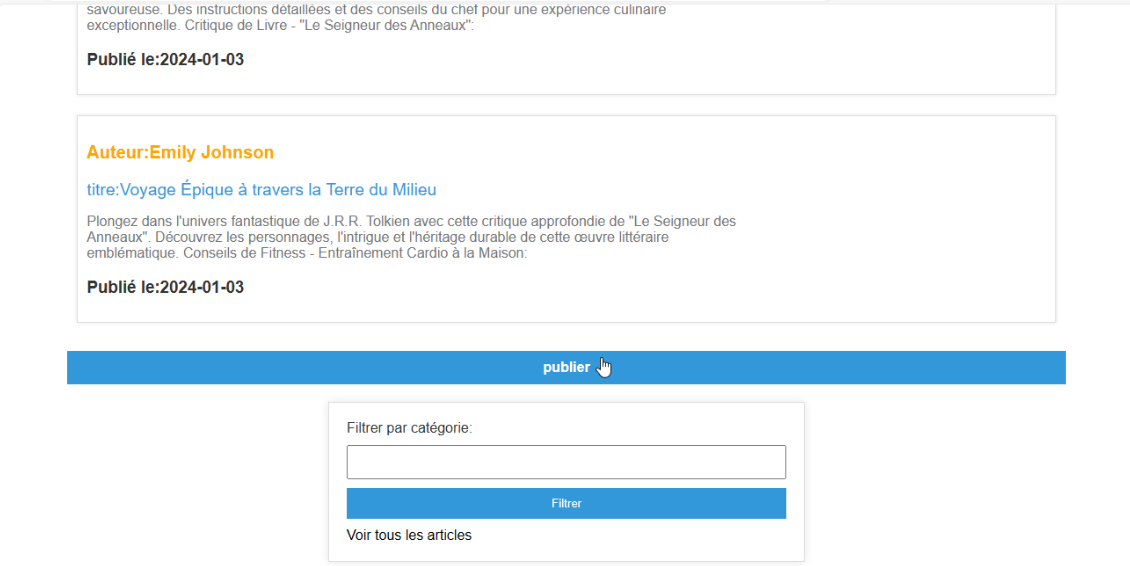 savoureuse. Des instructions détaillées et des conseils du chef pour une expérience culinaire
exceptionnelle. Critique de Livre - "Le Seigneur des Anneaux":
Publié le:2024-01-03
Auteur:Emily Johnson
titre:Voyage Épique à travers la Terre du Milieu
Plongez dans l'univers fantastique de J.R.R. Tolkien avec cette critique approfondie de "Le Seigneur des
Anneaux". Découvrez les personnages, l'intrigue et l'héritage durable de cette œuvre littéraire
emblématique. Conseils de Fitness - Entraînement Cardio à la Maison:
Publié le:2024-01-03
publier
Filtrer par catégorie:
Filtrer
Voir tous les articles